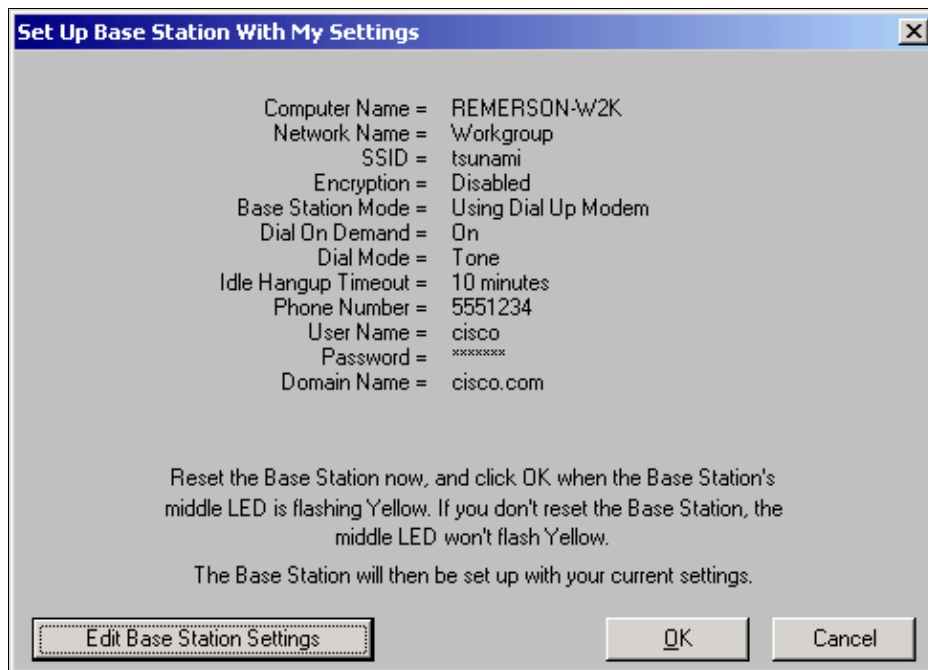 Set Up Base Station With My Settings
Computer Name = REMERSON-W2K
Network Name = Workgroup
SSID = tsunami
Encryption = Disabled
Base Station Mode = Using Dial Up Modem
Dial On Demand = On
Dial Mode = Tone
Idle Hangup Timeout = 10 minutes
Phone Number = 5551234
User Name = cisco
Password = *******
Domain Name = cisco.com
Reset the Base Station now, and click OK when the Base Station's
middle LED is flashing Yellow. If you don't reset the Base Station, the
middle LED won't flash Yellow.
The Base Station will then be set up with your current settings.
Edit Base Station Settings
OK
Cancel